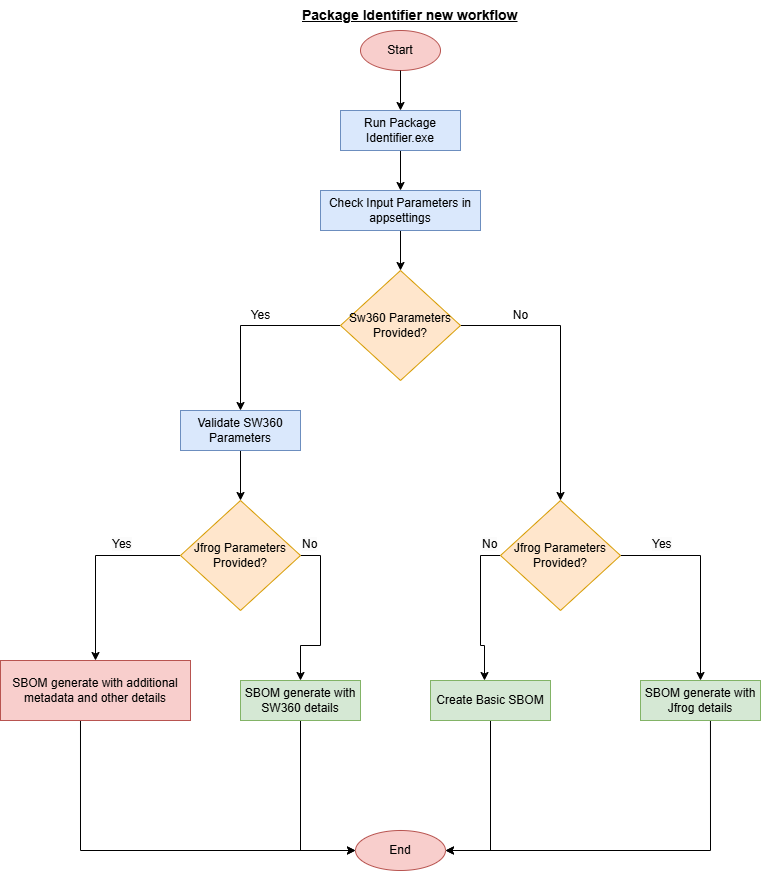 Package Identifier new workflow
Start
Run Package
Identifier.exe
Check Input Parameters in
appsettings
Sw360 Parameters
Provided?
Yes
No
Validate SW360
Parameters
Jfrog Parameters
Provided?
Yes
No
Jfrog Parameters
Provided?
No
Yes
SBOM generate with additional
metadata and other details
SBOM generate with
SW360 details
Create Basic SBOM
SBOM generate with
Jfrog details
End